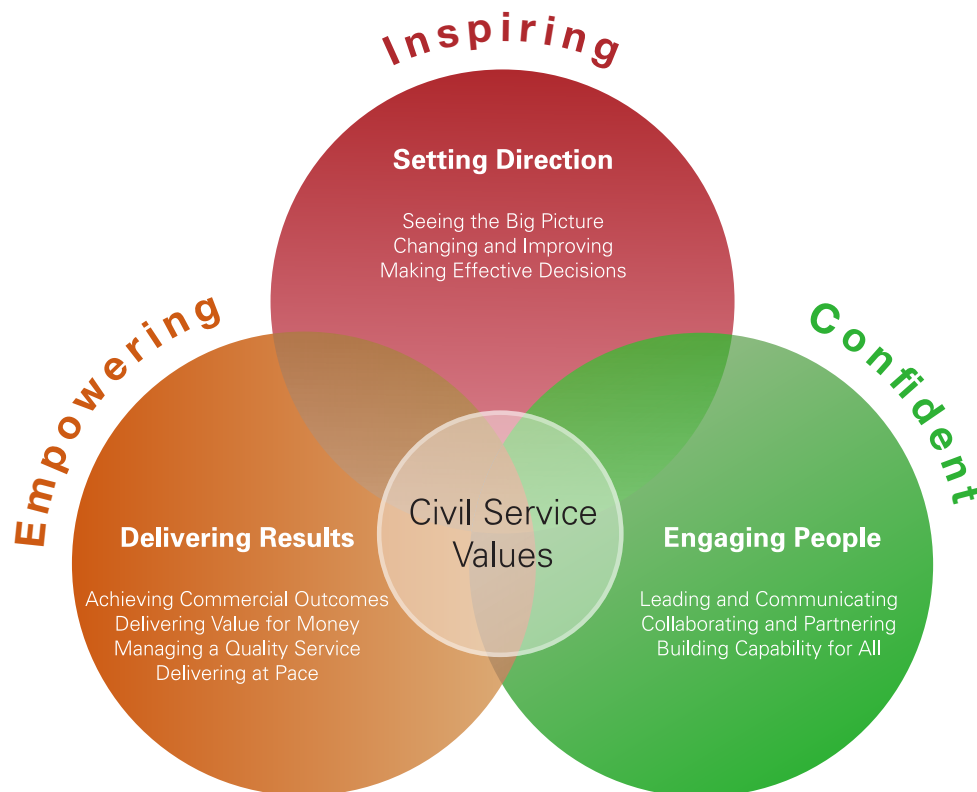 Inspiring
Setting Direction
Seeing the Big Picture
Changing and Improving
Making Effective Decisions
Empowering
Confident
Civil Service
Values
Delivering Results
Achieving Commercial Outcomes
Delivering Value for Money
Managing a Quality Service
Delivering at Pace
Engaging People
Leading and Communicating
Collaborating and Partnering
Building Capability for All